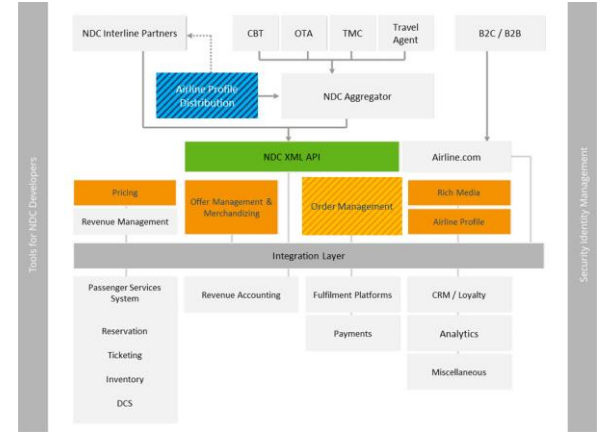 NDC Interline Partners
CBT
OTA
TMC
Travel
Agent
B2C / B2B
Airline Profile
Distribution
NDC Aggregator
NDC XML API
Airline.com
Pricing
Revenue Management
Offer Management &
Merchandizing
Order Management
Rich Media
Airline Profile
Integration Layer
Passenger Services
System
Reservation
Ticketing
Inventory
DCS
Revenue Accounting
Fulfilment Platforms
Payments
CRM / Loyalty
Analytics
Miscellaneous
Tools for NDC Developers
Security Identity Management